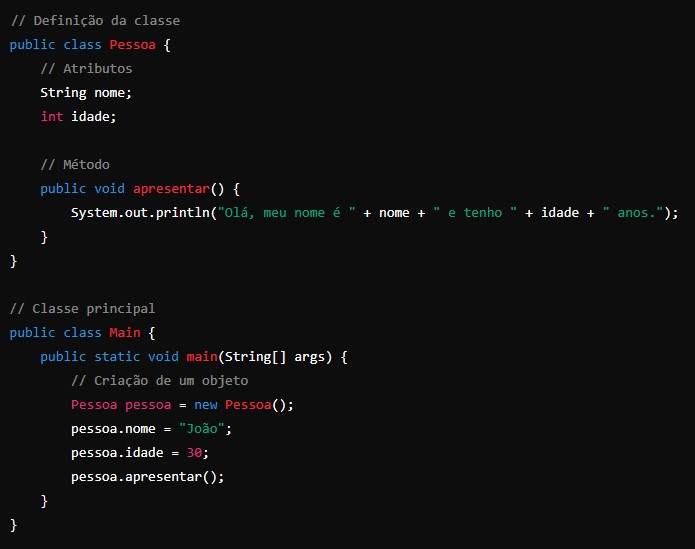 // Definição da classe
public class Pessoa {
    // Atributos
    String nome;
    int idade;

    // Método
    public void apresentar() {
        System.out.println("Olá, meu nome é " + nome + " e tenho " + idade + " anos.");
    }
}

// Classe principal
public class Main {
    public static void main(String[] args) {
        // Criação de um objeto
        Pessoa pessoa = new Pessoa();
        pessoa.nome = "João";
        pessoa.idade = 30;
        pessoa.apresentar();
    }
}